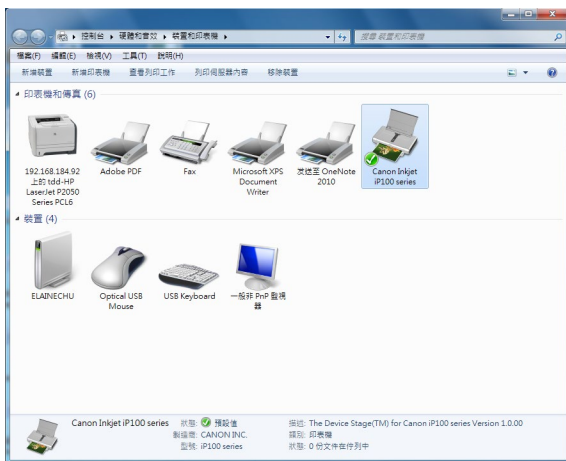 控制台 ▸ 硬體和音效 ▸ 裝置和印表機 ▸
搜尋 裝置和印表機
檔案(F) 編輯(E) 檢視(V) 工具(T) 說明(H)
新增裝置 新增印表機 查看列印工作 列印伺服器內容 移除裝置
印表機和傳真 (6)
192.168.184.92
上的 tdd-HP
LaserJet P2050
Series PCL6
Adobe PDF
Fax
Microsoft XPS
Document
Writer
发送至 OneNote
2010
Canon Inkjet
iP100 series
裝置 (4)
ELAINECHU
Optical USB
Mouse
USB Keyboard
一般非 PnP 監視
器
Canon Inkjet iP100 series 狀態: 預設值 描述: The Device Stage(TM) for Canon iP100 series Version 1.0.00
製造商: CANON INC. 類別: 印表機
型號: iP100 series 狀態: 0 份文件在佇列中